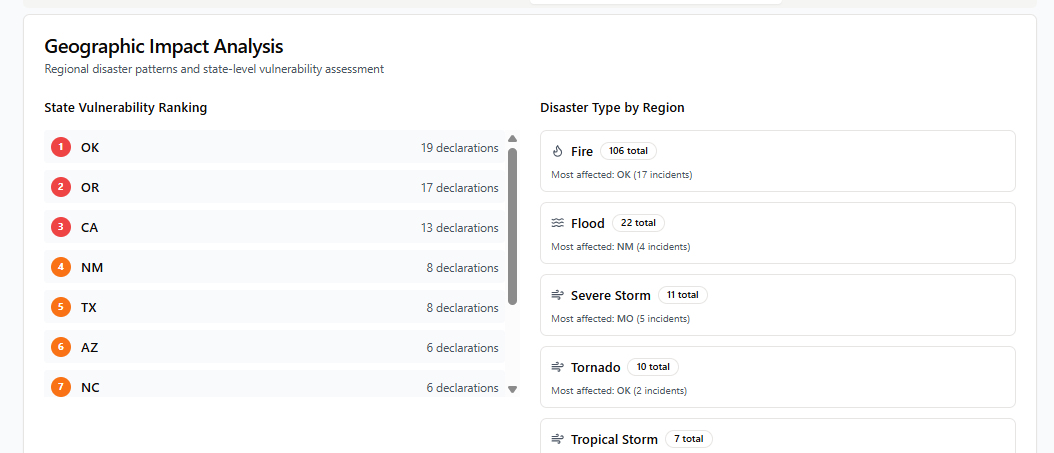 Geographic Impact Analysis
Regional disaster patterns and state-level vulnerability assessment
State Vulnerability Ranking
1 OK 19 declarations
2 OR 17 declarations
3 CA 13 declarations
4 NM 8 declarations
5 TX 8 declarations
6 AZ 6 declarations
7 NC 6 declarations
Disaster Type by Region
Fire 106 total
Most affected: OK (17 incidents)
Flood 22 total
Most affected: NM (4 incidents)
Severe Storm 11 total
Most affected: MO (5 incidents)
Tornado 10 total
Most affected: OK (2 incidents)
Tropical Storm 7 total